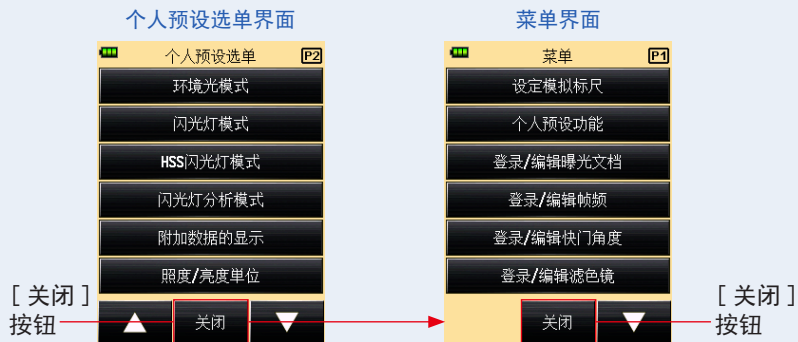 个人预设选单界面
个人预设选单 P2
环境光模式
闪光灯模式
HSS闪光灯模式
闪光灯分析模式
附加数据的显示
照度/亮度单位
关闭
[ 关闭 ]
按钮
菜单界面
菜单 P1
设定模拟标尺
个人预设功能
登录/编辑曝光文档
登录/编辑帧频
登录/编辑快门角度
登录/编辑滤色镜
关闭
[ 关闭 ]
按钮